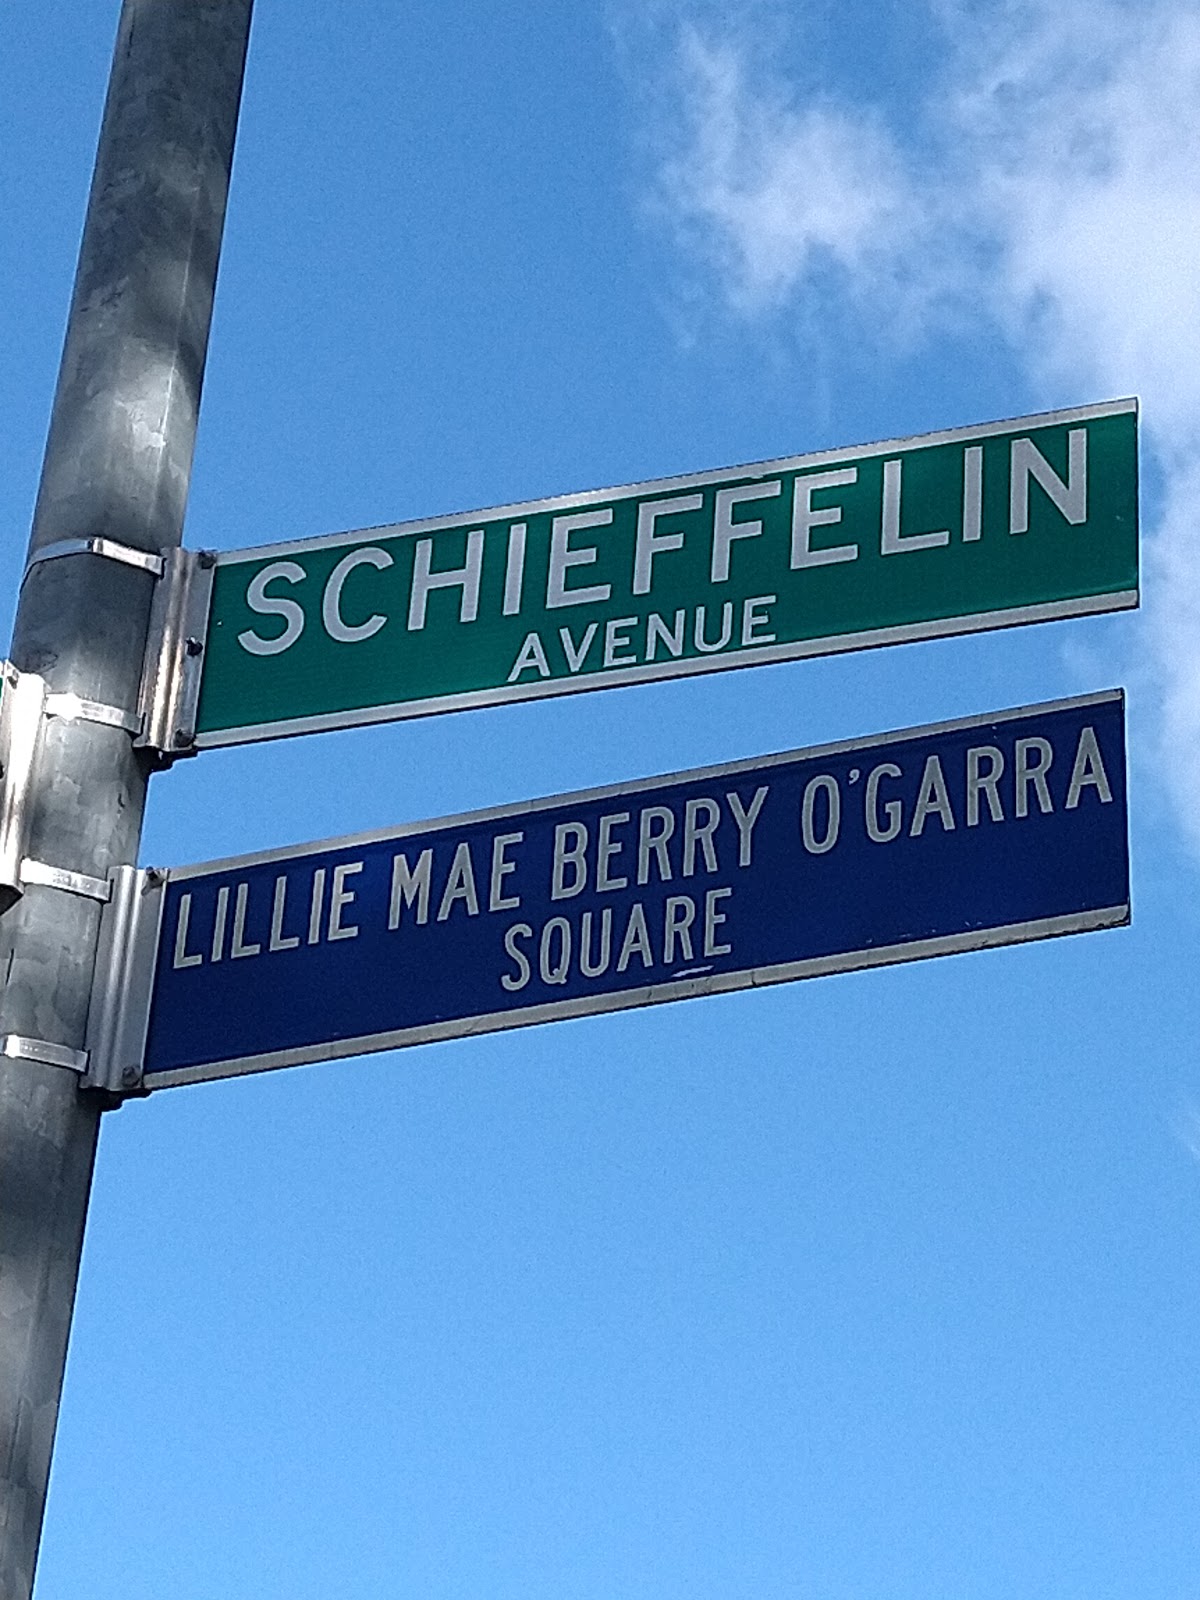 SCHIEFFELIN
AVENUE
LILLIE MAE BERRY O'GARRA
SQUARE